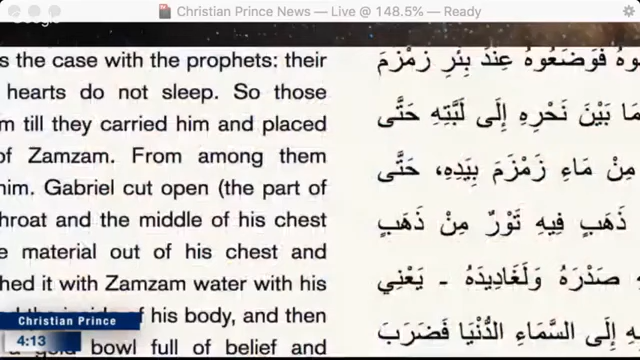 Christian Prince News — Live @ 148.5% — Ready
s the case with the prophets: their
hearts do not sleep. So those
m till they carried him and placed
of Zamzam. From among them
him. Gabriel cut open (the part of
hroat and the middle of his chest
e material out of his chest and
hed it with Zamzam water with his
of his body, and then
gold bowl full of belief and
فَوَضَعُوهُ عِنْدَ بِئْرِ زَمْزَمَ
مَا بَيْنَ نَحْرِهِ إِلَى لَبَّتِهِ حَتَّى
مِنْ مَاءِ زَمْزَمَ بِيَدِهِ، حَتَّى
ذَهَبٍ فِيهِ تَوْرٌ مِنْ ذَهَبٍ
صَدْرَهُ وَلَغَادِيدَهُ ـ يَعْنِي
إِلَى السَّمَاءِ الدُّنْيَا فَضَرَبَ
Christian Prince
4:13